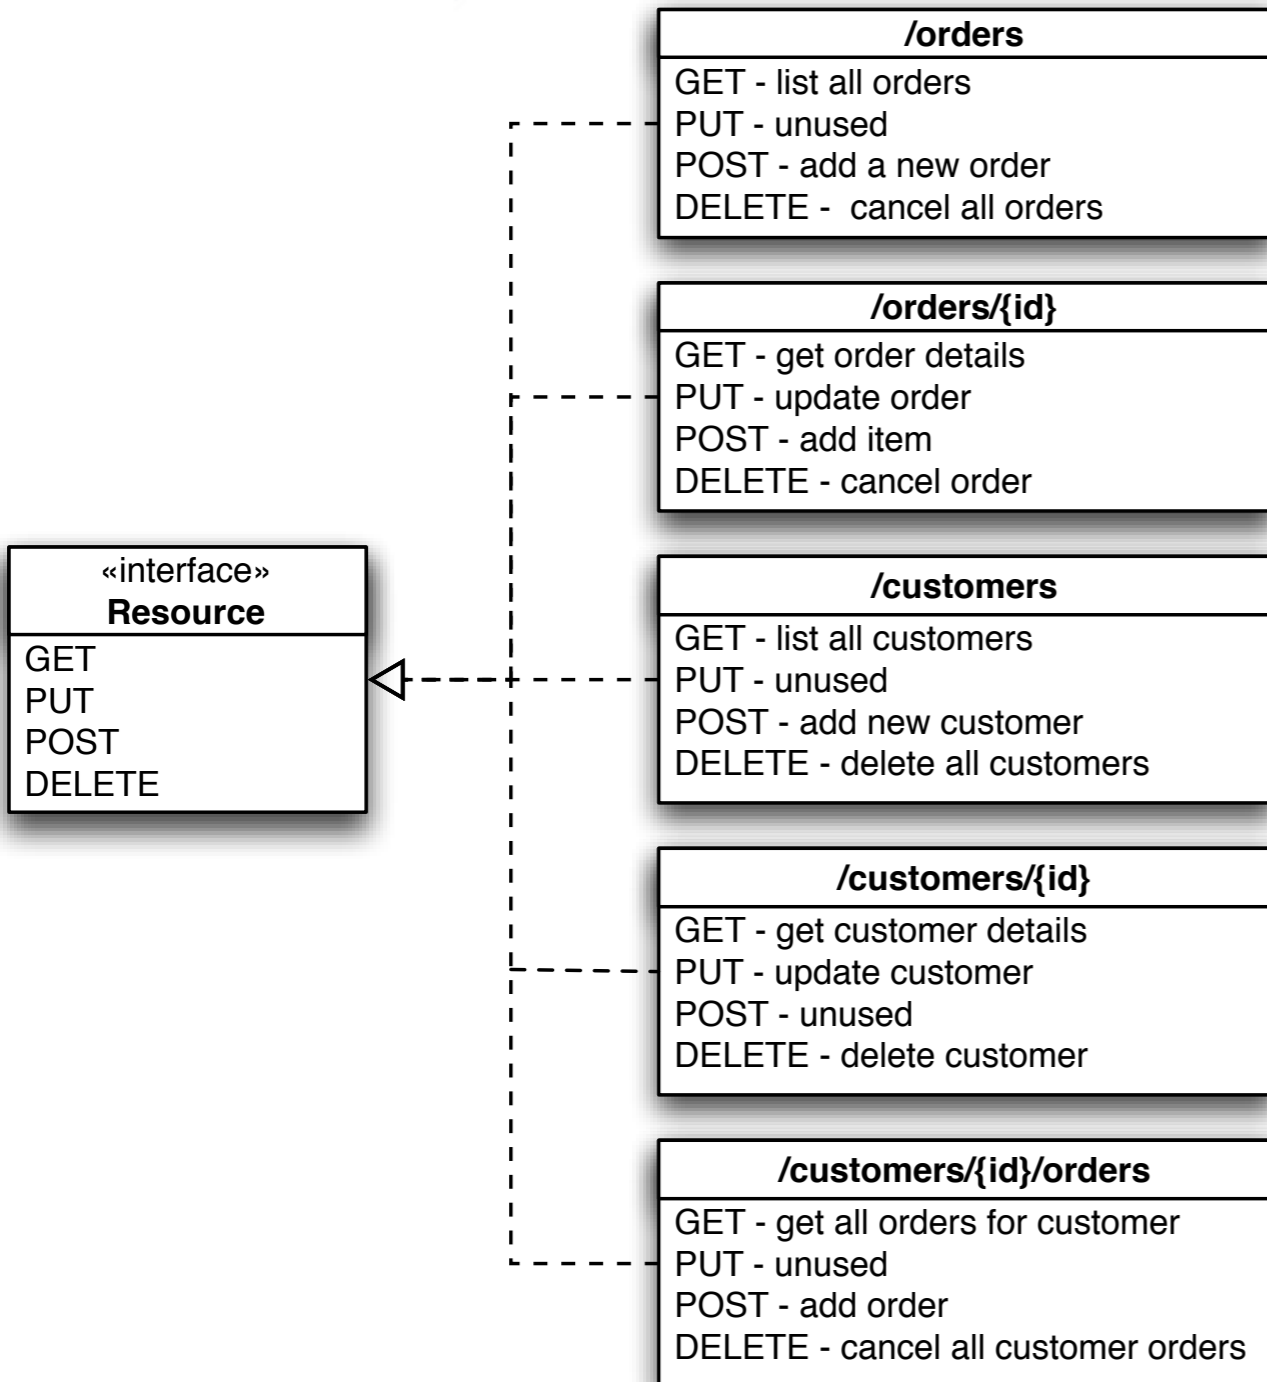 /orders
GET - list all orders
PUT - unused
POST - add a new order
DELETE -  cancel all orders
/orders/{id}
GET - get order details
PUT - update order
POST - add item
DELETE - cancel order
«interface»
Resource
GET
PUT
POST
DELETE
/customers
GET - list all customers
PUT - unused
POST - add new customer
DELETE - delete all customers
/customers/{id}
GET - get customer details
PUT - update customer
POST - unused
DELETE - delete customer
/customers/{id}/orders
GET - get all orders for customer
PUT - unused
POST - add order
DELETE - cancel all customer orders